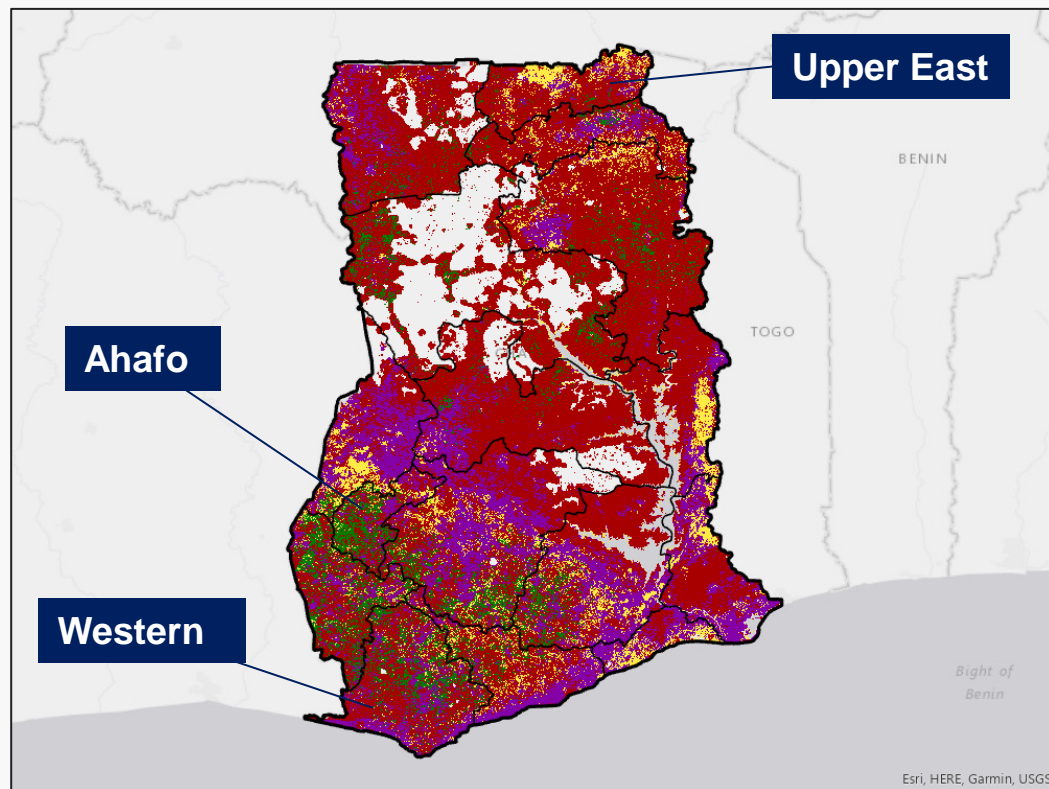 Upper East
BENIN
TOGO
Ahafo
Western
Bight of
Benin
Esri, HERE, Garmin, USGS